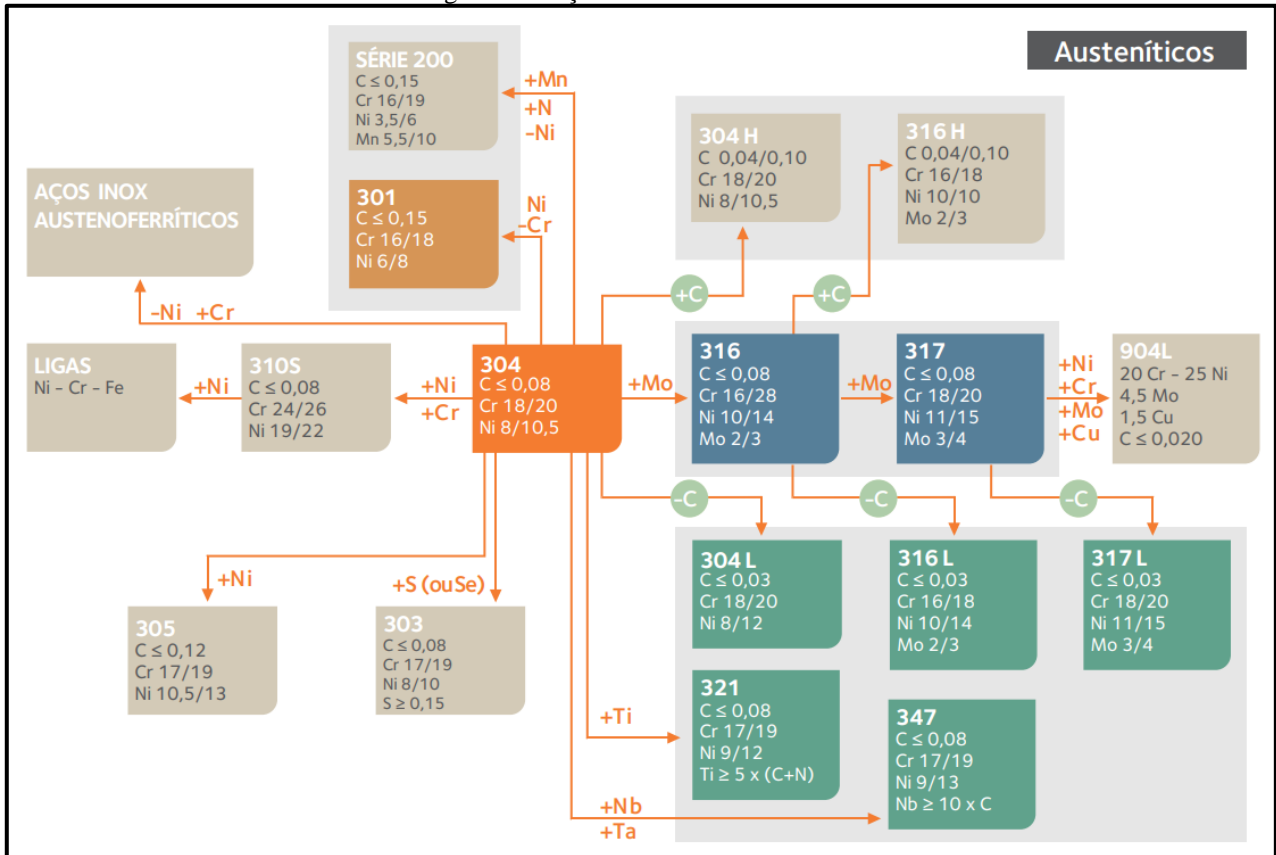 Austeníticos
SÉRIE 200
C ≤ 0,15
Cr 16/19
Ni 3,5/6
Mn 5,5/10
+Mn
+N
-Ni
301
C ≤ 0,15
Cr 16/18
Ni 6/8
Ni
-Cr
304 H
C 0,04/0,10
Cr 18/20
Ni 8/10,5
316 H
C 0,04/0,10
Cr 16/18
Ni 10/10
Mo 2/3
AÇOS INOX
AUSTENOFERRÍTICOS
-Ni +Cr
+C
+C
LIGAS
Ni – Cr – Fe
+Ni
310S
C ≤ 0,08
Cr 24/26
Ni 19/22
+Ni
+Cr
304
C ≤ 0,08
Cr 18/20
Ni 8/10,5
+Mo
316
C ≤ 0,08
Cr 16/28
Ni 10/14
Mo 2/3
+Mo
317
C ≤ 0,08
Cr 18/20
Ni 11/15
Mo 3/4
+Ni
+Cr
+Mo
+Cu
904L
20 Cr – 25 Ni
4,5 Mo
1,5 Cu
C ≤ 0,020
-C
-C
-C
+Ni
305
C ≤ 0,12
Cr 17/19
Ni 10,5/13
+S (ouSe)
303
C ≤ 0,08
Cr 17/19
Ni 8/10
S ≥ 0,15
304 L
C ≤ 0,03
Cr 18/20
Ni 8/12
316 L
C ≤ 0,03
Cr 16/18
Ni 10/14
Mo 2/3
317 L
C ≤ 0,03
Cr 18/20
Ni 11/15
Mo 3/4
+Ti
321
C ≤ 0,08
Cr 17/19
Ni 9/12
Ti ≥ 5 x (C+N)
+Nb
+Ta
347
C ≤ 0,08
Cr 17/19
Ni 9/13
Nb ≥ 10 x C